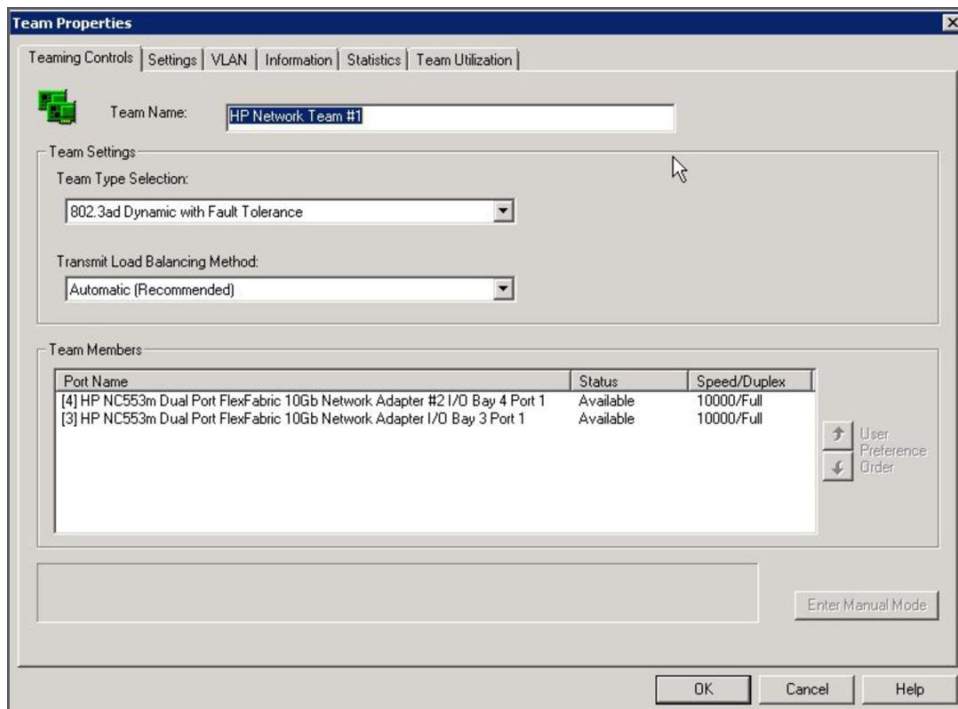 Team Properties
Teaming Controls Settings VLAN Information Statistics Team Utilization
Team Name: HP Network Team #1
Team Settings
Team Type Selection:
802.3ad Dynamic with Fault Tolerance
Transmit Load Balancing Method:
Automatic (Recommended)
Team Members
Port Name Status Speed/Duplex
[4] HP NC553m Dual Port FlexFabric 10Gb Network Adapter #2 I/O Bay 4 Port 1 Available 10000/Full
[3] HP NC553m Dual Port FlexFabric 10Gb Network Adapter I/O Bay 3 Port 1 Available 10000/Full
User
Preference
Order
Enter Manual Mode
OK Cancel Help